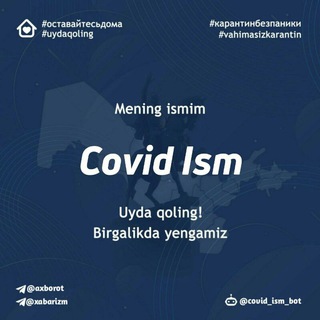 #оставайтесьдома
#uydaqoling
#карантинбезпаники
#vahimasizkarantin
Mening ismim
Covid Ism
Uyda qoling!
Birgalikda yengamiz
@axborot
@xabarizm
@covid_ism_bot